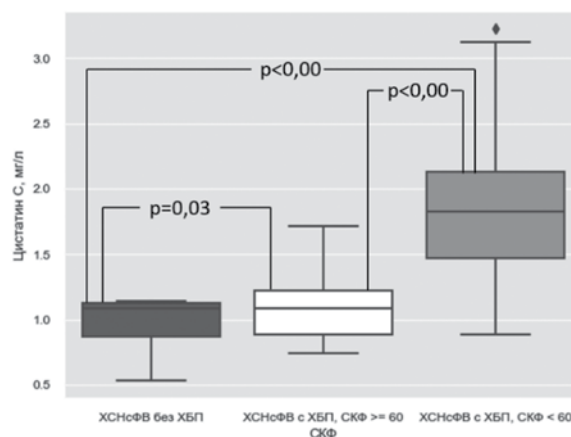 3.0
2.5
2.0
1.5
1.0
0.5
Цистатин С, мг/л
p<0,00
p<0,00
p=0,03
ХСНсФВ без ХБП
ХСНсФВ с ХБП, СКФ >= 60
ХСНсФВ с ХБП, СКФ < 60
СКФ